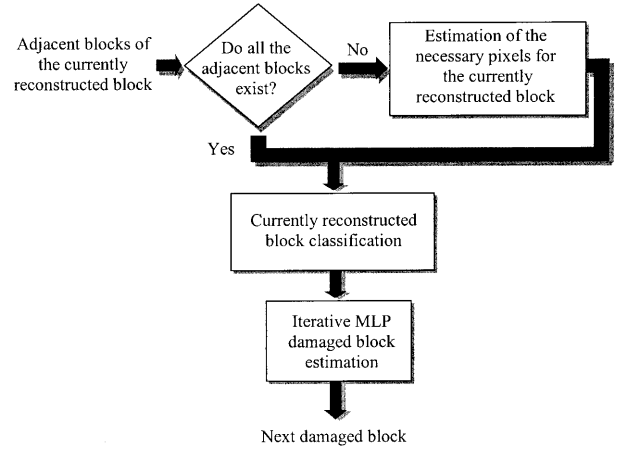 Adjacent blocks of
the currently
reconstructed block
Do all the
adjacent blocks
exist?
No
Estimation of the
necessary pixels for
the currently
reconstructed block
Yes
Currently reconstructed
block classification
Iterative MLP
damaged block
estimation
Next damaged block